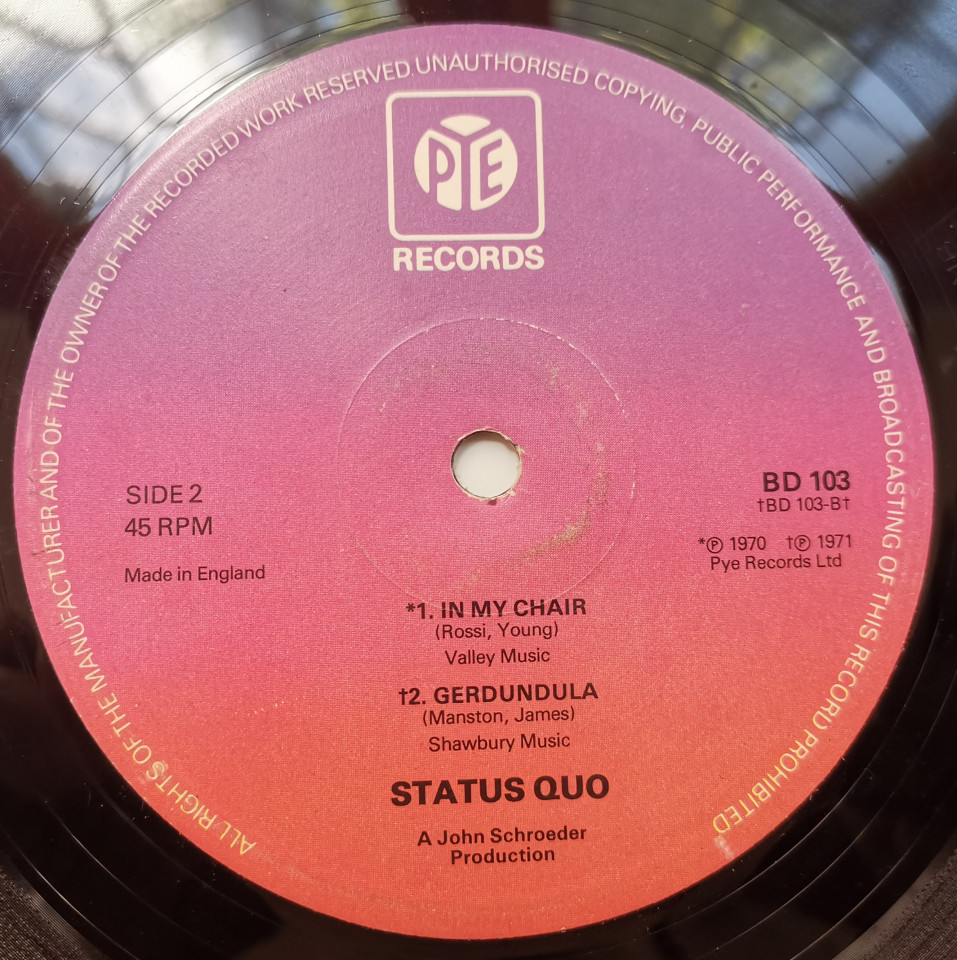 ALL RIGHTS OF THE MANUFACTURER AND OF THE OWNER OF THE RECORDED WORK RESERVED. UNAUTHORISED COPYING, PUBLIC PERFORMANCE AND BROADCASTING OF THIS RECORD PROHIBITED
PYE
RECORDS
SIDE 2
45 RPM
Made in England
BD 103
†BD 103-B†
*℗ 1970 †℗ 1971
Pye Records Ltd
*1. IN MY CHAIR
(Rossi, Young)
Valley Music
†2. GERDUNDULA
(Manston, James)
Shawbury Music
STATUS QUO
A John Schroeder
Production